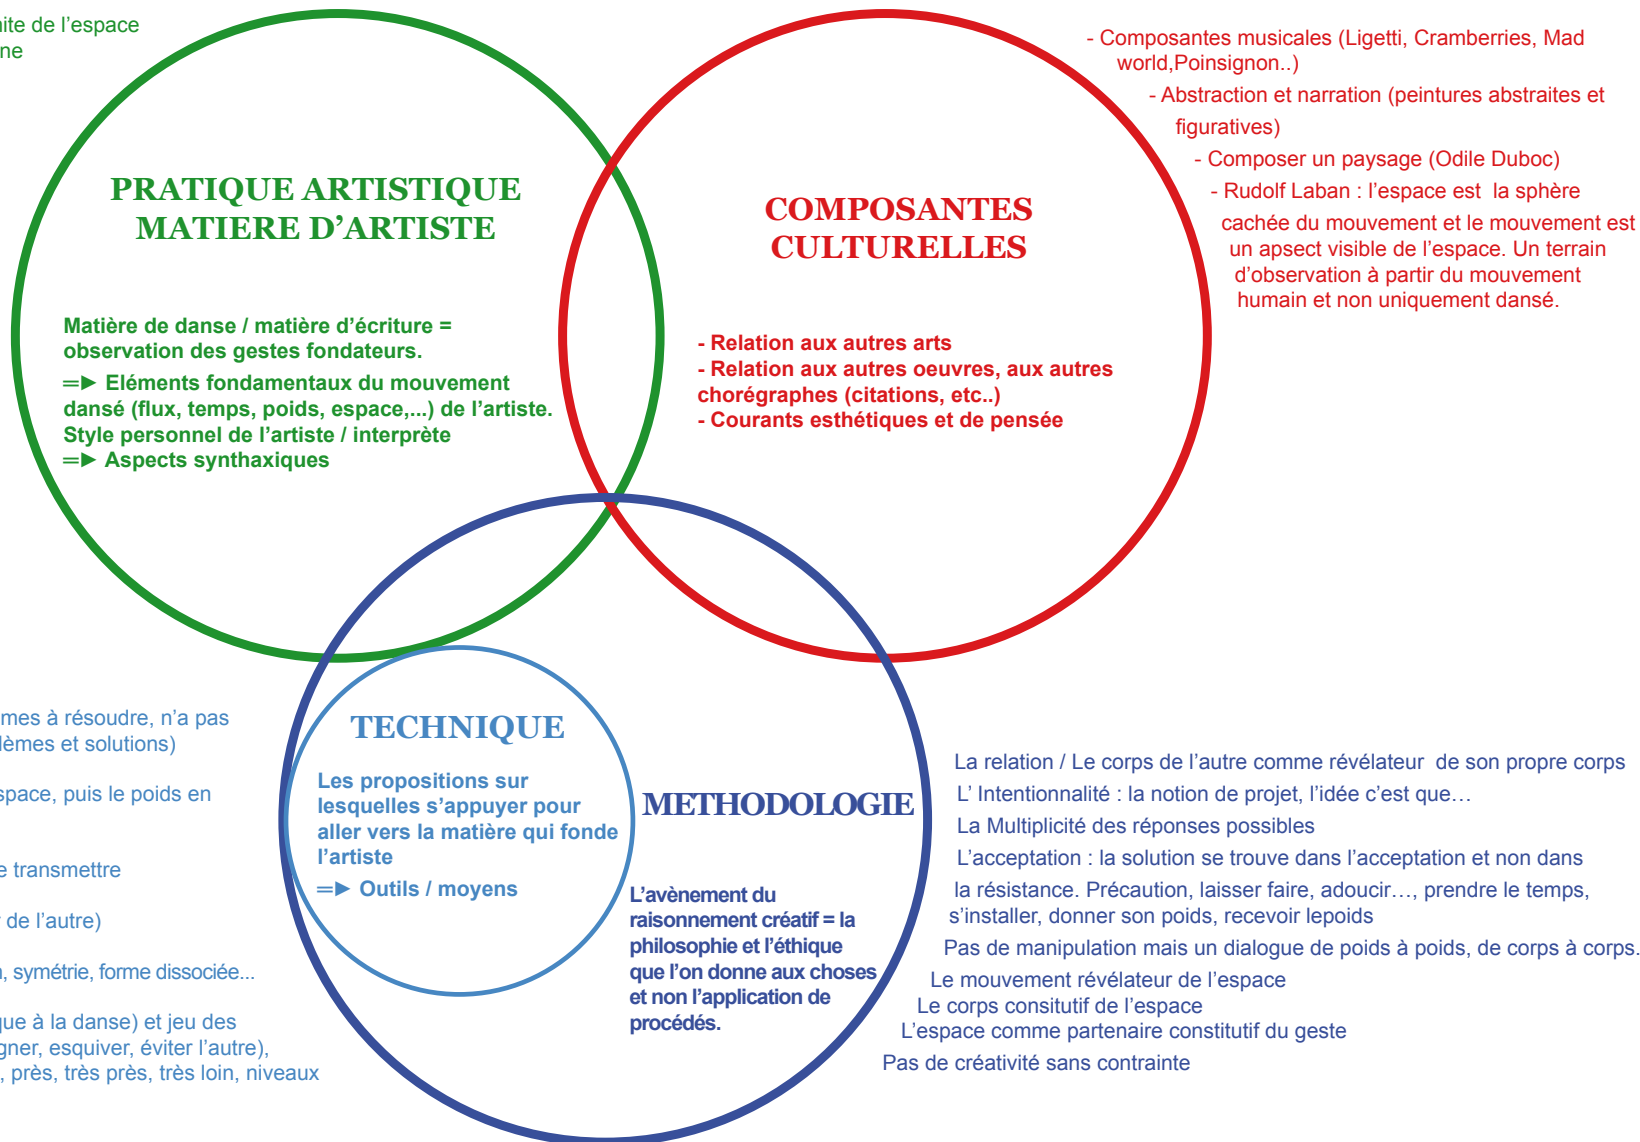 l’espace
PRATIQUE ARTISTIQUE
MATIERE D’ARTISTE
Matière de danse / matière d’écriture =
observation des gestes fondateurs.
=► Eléments fondamentaux du mouvement
dansé (flux, temps, poids, espace,...) de l’artiste.
Style personnel de l’artiste / interprète
=► Aspects synthaxiques
COMPOSANTES
CULTURELLES
- Relation aux autres arts
- Relation aux autres oeuvres, aux autres
chorégraphes (citations, etc..)
- Courants esthétiques et de pensée
- Composantes musicales (Ligetti, Cramberries, Mad
world,Poinsignon..)
- Abstraction et narration (peintures abstraites et
figuratives)
- Composer un paysage (Odile Duboc)
- Rudolf Laban : l’espace est la sphère
cachée du mouvement et le mouvement est
un apsect visible de l’espace. Un terrain
d’observation à partir du mouvement
humain et non uniquement dansé.
à résoudre, n’a pas
et solutions)
puis le poids en
transmettre
de l’autre)
symétrie, forme dissociée...
à la danse) et jeu des
esquiver, éviter l’autre),
près, très près, très loin, niveaux
TECHNIQUE
Les propositions sur
lesquelles s’appuyer pour
aller vers la matière qui fonde
l’artiste
=► Outils / moyens
METHODOLOGIE
L’avènement du
raisonnement créatif = la
philosophie et l’éthique
que l’on donne aux choses
et non l’application de
procédés.
La relation / Le corps de l’autre comme révélateur de son propre corps
L’ Intentionnalité : la notion de projet, l’idée c’est que…
La Multiplicité des réponses possibles
L’acceptation : la solution se trouve dans l’acceptation et non dans
la résistance. Précaution, laisser faire, adoucir…, prendre le temps,
s’installer, donner son poids, recevoir lepoids
Pas de manipulation mais un dialogue de poids à poids, de corps à corps.
Le mouvement révélateur de l’espace
Le corps consitutif de l’espace
L’espace comme partenaire constitutif du geste
Pas de créativité sans contrainte